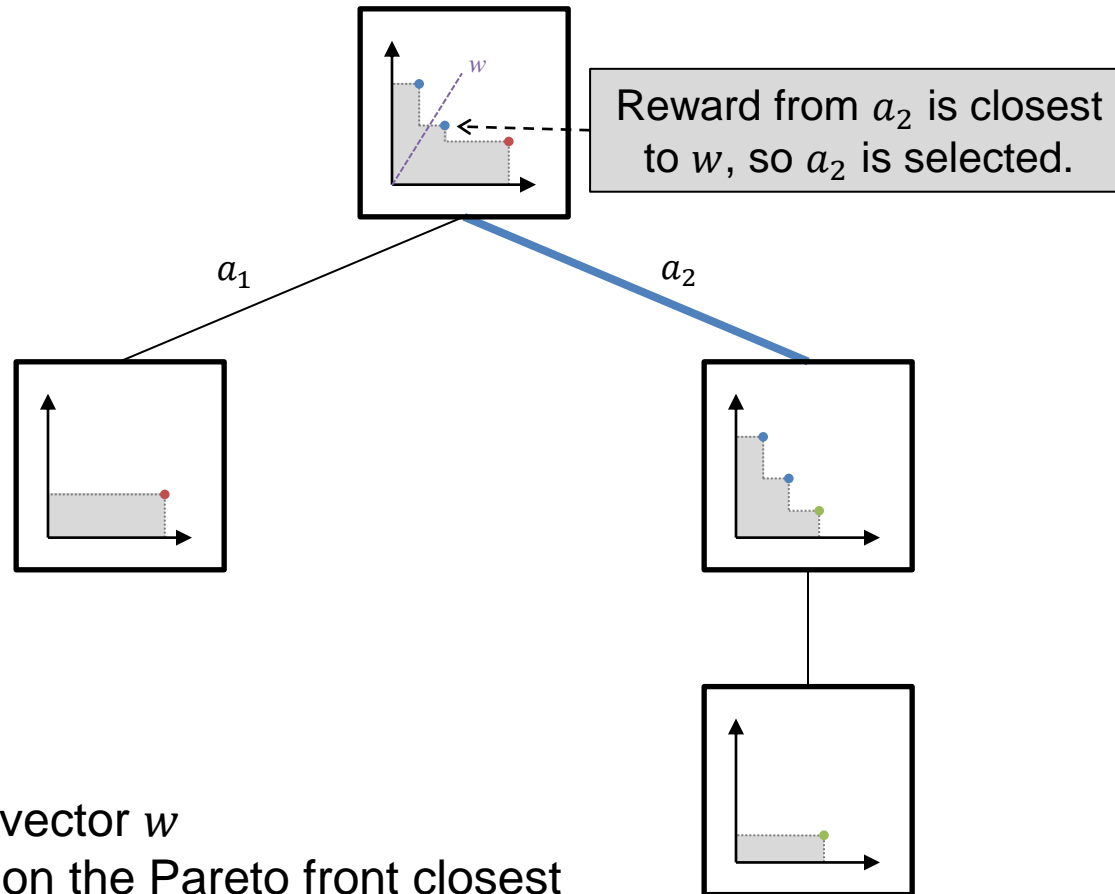 w
Reward from a₂ is closest
to w, so a₂ is selected.
a₁
a₂
vector w
on the Pareto front closest